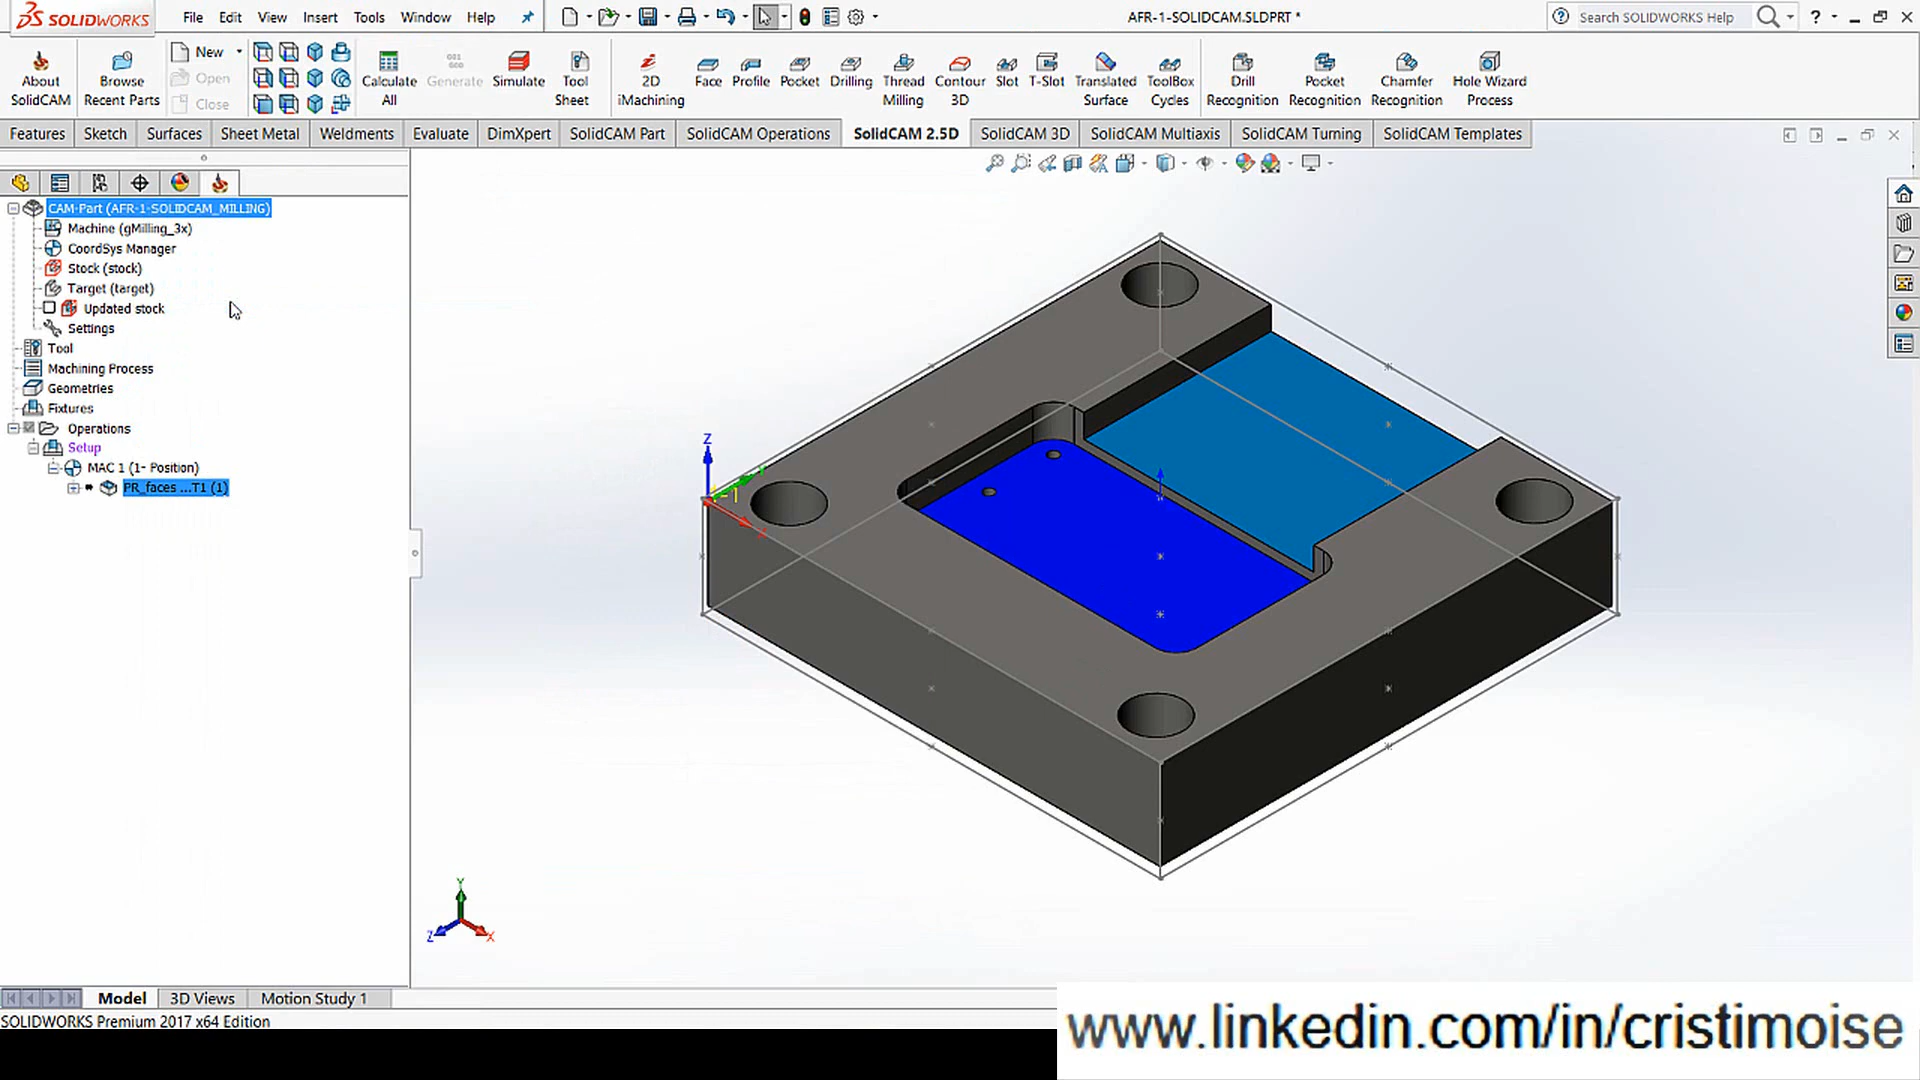 SOLIDWORKS File Edit View Insert Tools Window Help
AFR-1-SOLIDCAM.SLDPRT *
Search SOLIDWORKS Help
About SolidCAM
Browse Recent Parts
New
Open
Close
Calculate All
Generate
Simulate
Tool Sheet
2D iMachining
Face
Profile
Pocket
Drilling
Thread Milling
Contour 3D
Slot
T-Slot
Translated Surface
ToolBox Cycles
Drill Recognition
Pocket Recognition
Chamfer Recognition
Hole Wizard Process
Features Sketch Surfaces Sheet Metal Weldments Evaluate DimXpert SolidCAM Part SolidCAM Operations SolidCAM 2.5D SolidCAM 3D SolidCAM Multiaxis SolidCAM Turning SolidCAM Templates
CAM-Part (AFR-1-SOLIDCAM_MILLING)
Machine (gMilling_3x)
CoordSys Manager
Stock (stock)
Target (target)
Updated stock
Settings
Tool
Machining Process
Geometries
Fixtures
Operations
Setup
MAC 1 (1- Position)
PR_faces ...T1 (1)
Z
X
Y
Z
X
Model 3D Views Motion Study 1
SOLIDWORKS Premium 2017 x64 Edition
www.linkedin.com/in/cristimoise